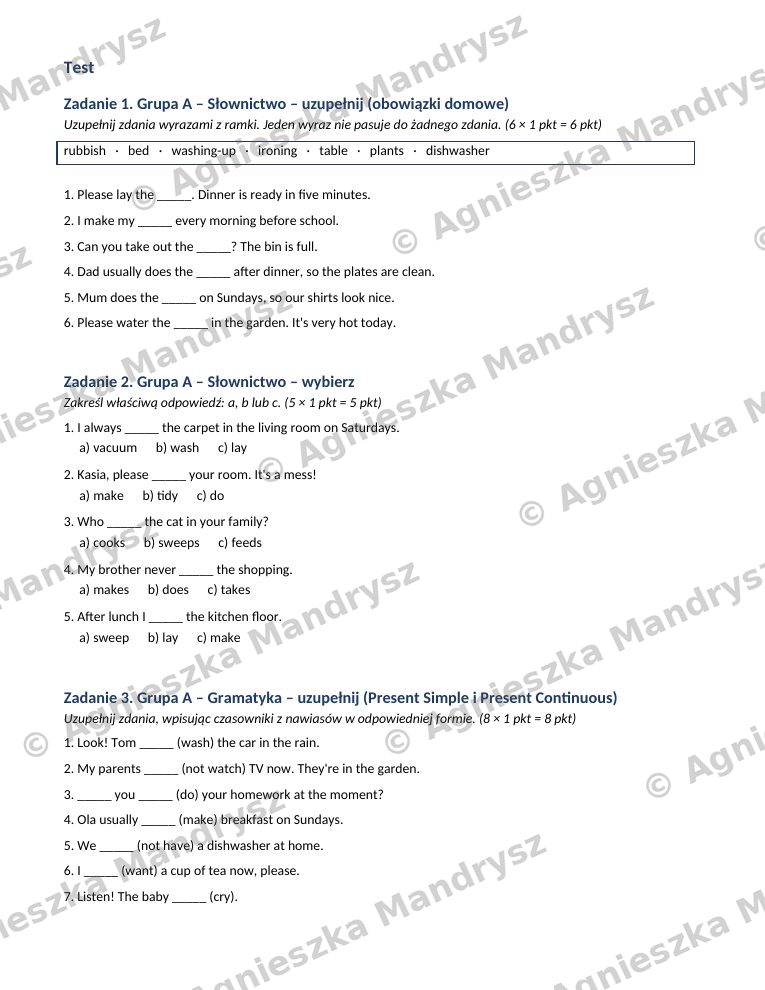 Test
Zadanie 1. Grupa A – Słownictwo – uzupełnij (obowiązki domowe)
Uzupełnij zdania wyrazami z ramki. Jeden wyraz nie pasuje do żadnego zdania. (6 × 1 pkt = 6 pkt)
rubbish · bed · washing-up · ironing · table · plants · dishwasher
1. Please lay the _____. Dinner is ready in five minutes.
2. I make my _____ every morning before school.
3. Can you take out the _____? The bin is full.
4. Dad usually does the _____ after dinner, so the plates are clean.
5. Mum does the _____ on Sundays, so our shirts look nice.
6. Please water the _____ in the garden. It's very hot today.
Zadanie 2. Grupa A – Słownictwo – wybierz
Zakreśl właściwą odpowiedź: a, b lub c. (5 × 1 pkt = 5 pkt)
1. I always _____ the carpet in the living room on Saturdays.
a) vacuum b) wash c) lay
2. Kasia, please _____ your room. It's a mess!
a) make b) tidy c) do
3. Who _____ the cat in your family?
a) cooks b) sweeps c) feeds
4. My brother never _____ the shopping.
a) makes b) does c) takes
5. After lunch I _____ the kitchen floor.
a) sweep b) lay c) make
Zadanie 3. Grupa A – Gramatyka – uzupełnij (Present Simple i Present Continuous)
Uzupełnij zdania, wpisując czasowniki z nawiasów w odpowiedniej formie. (8 × 1 pkt = 8 pkt)
1. Look! Tom _____ (wash) the car in the rain.
2. My parents _____ (not watch) TV now. They're in the garden.
3. _____ you _____ (do) your homework at the moment?
4. Ola usually _____ (make) breakfast on Sundays.
5. We _____ (not have) a dishwasher at home.
6. I _____ (want) a cup of tea now, please.
7. Listen! The baby _____ (cry).
© Agnieszka Mandrysz